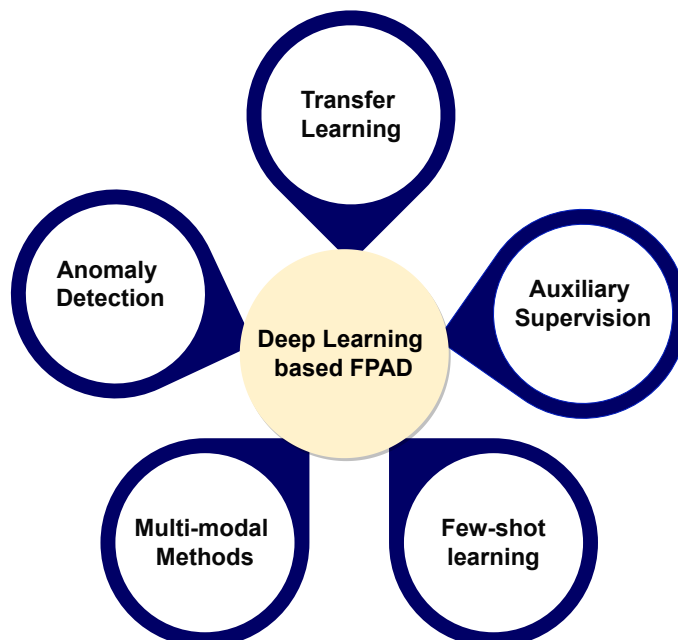 Transfer
Learning
Anomaly
Detection
Auxiliary
Supervision
Deep Learning
based FPAD
Multi-modal
Methods
Few-shot
learning